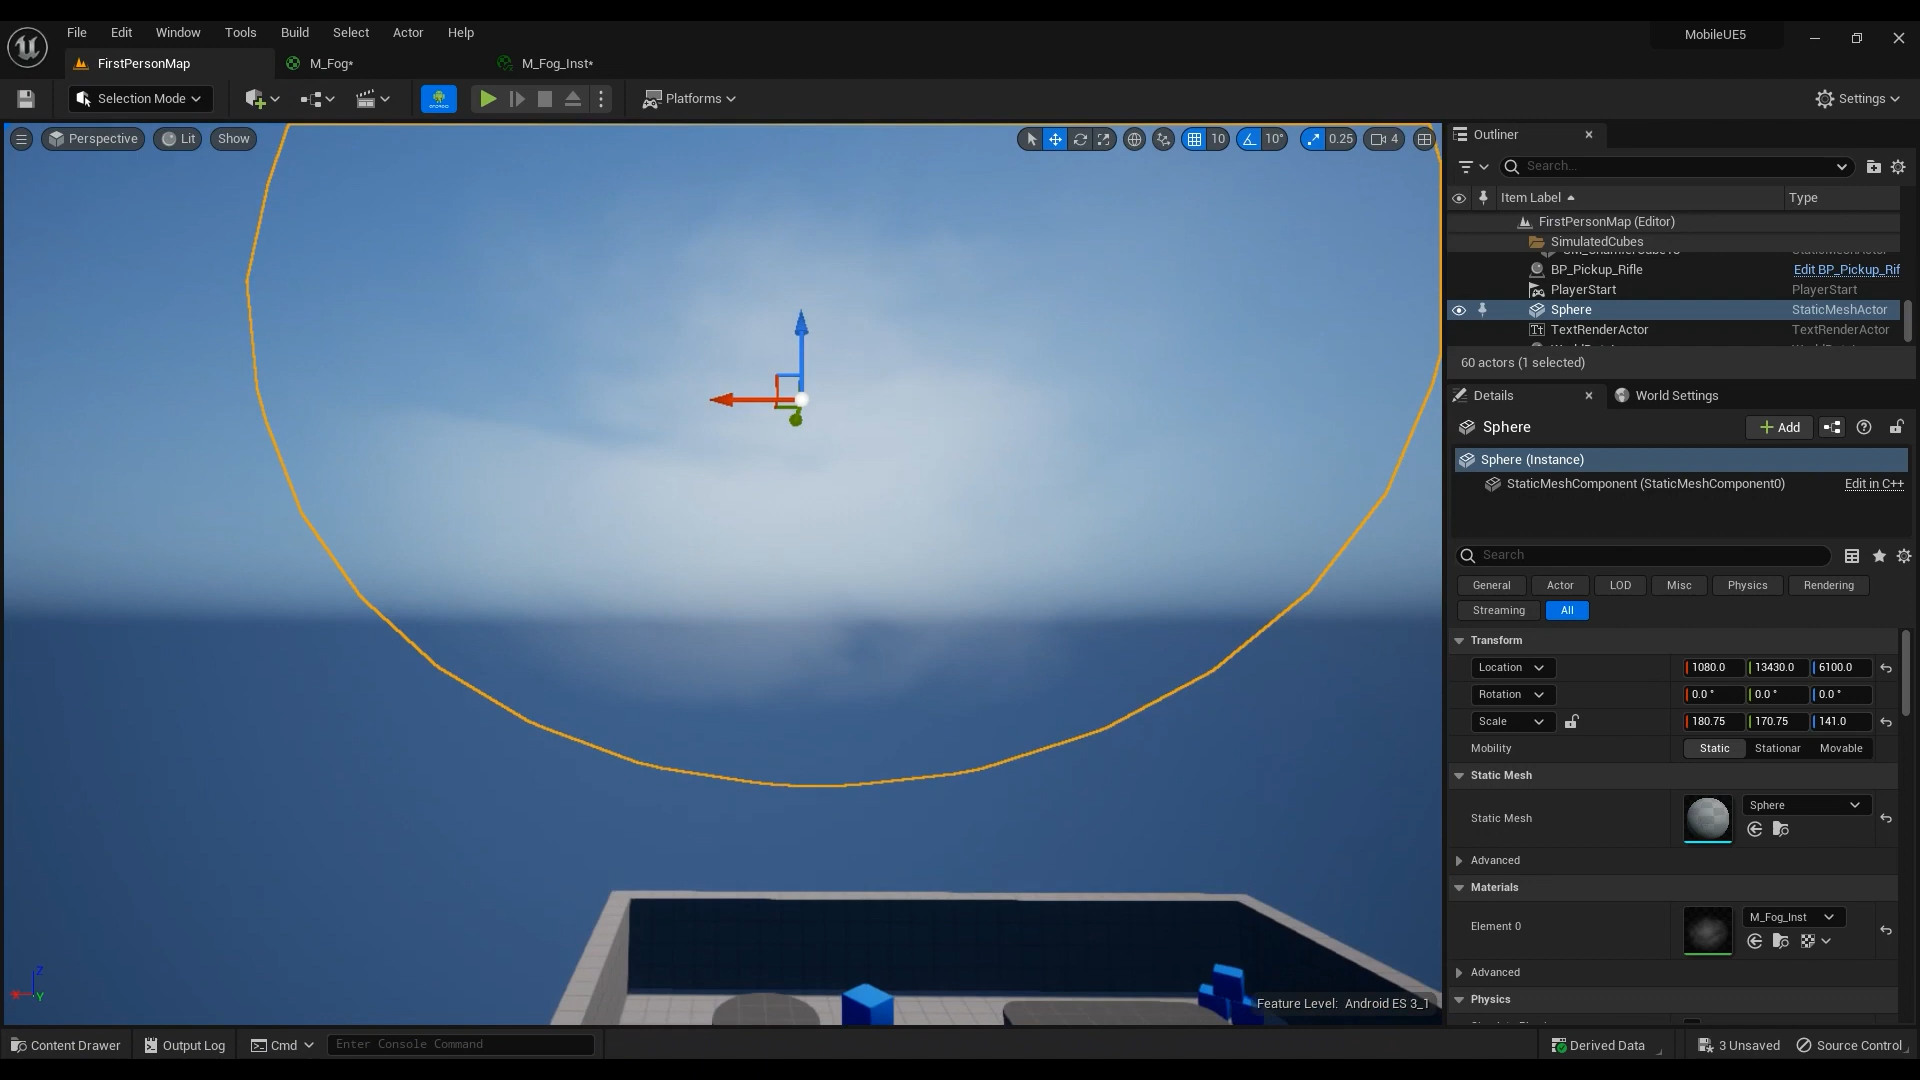 File Edit Window Tools Build Select Actor Help
MobileUE5
FirstPersonMap
M_Fog*
M_Fog_Inst*
Selection Mode
Platforms
Settings
Perspective
Lit
Show
10
10°
0.25
4
Outliner
Search...
Item Label
Type
FirstPersonMap (Editor)
SimulatedCubes
BP_Pickup_Rifle Edit BP_Pickup_Rif
PlayerStart PlayerStart
Sphere StaticMeshActor
TextRenderActor TextRenderActor
60 actors (1 selected)
Details
World Settings
Sphere
Add
Sphere (Instance)
StaticMeshComponent (StaticMeshComponent0) Edit in C++
Search
General Actor LOD Misc Physics Rendering
Streaming All
Transform
Location 1080.0 13430.0 6100.0
Rotation 0.0 ° 0.0 ° 0.0 °
Scale 180.75 170.75 141.0
Mobility Static Stationar Movable
Static Mesh
Static Mesh Sphere
Advanced
Materials
Element 0 M_Fog_Inst
Advanced
Physics
Z
X Y
Feature Level: Android ES 3_1
Content Drawer
Output Log
Cmd
Enter Console Command
Derived Data
3 Unsaved
Source Control